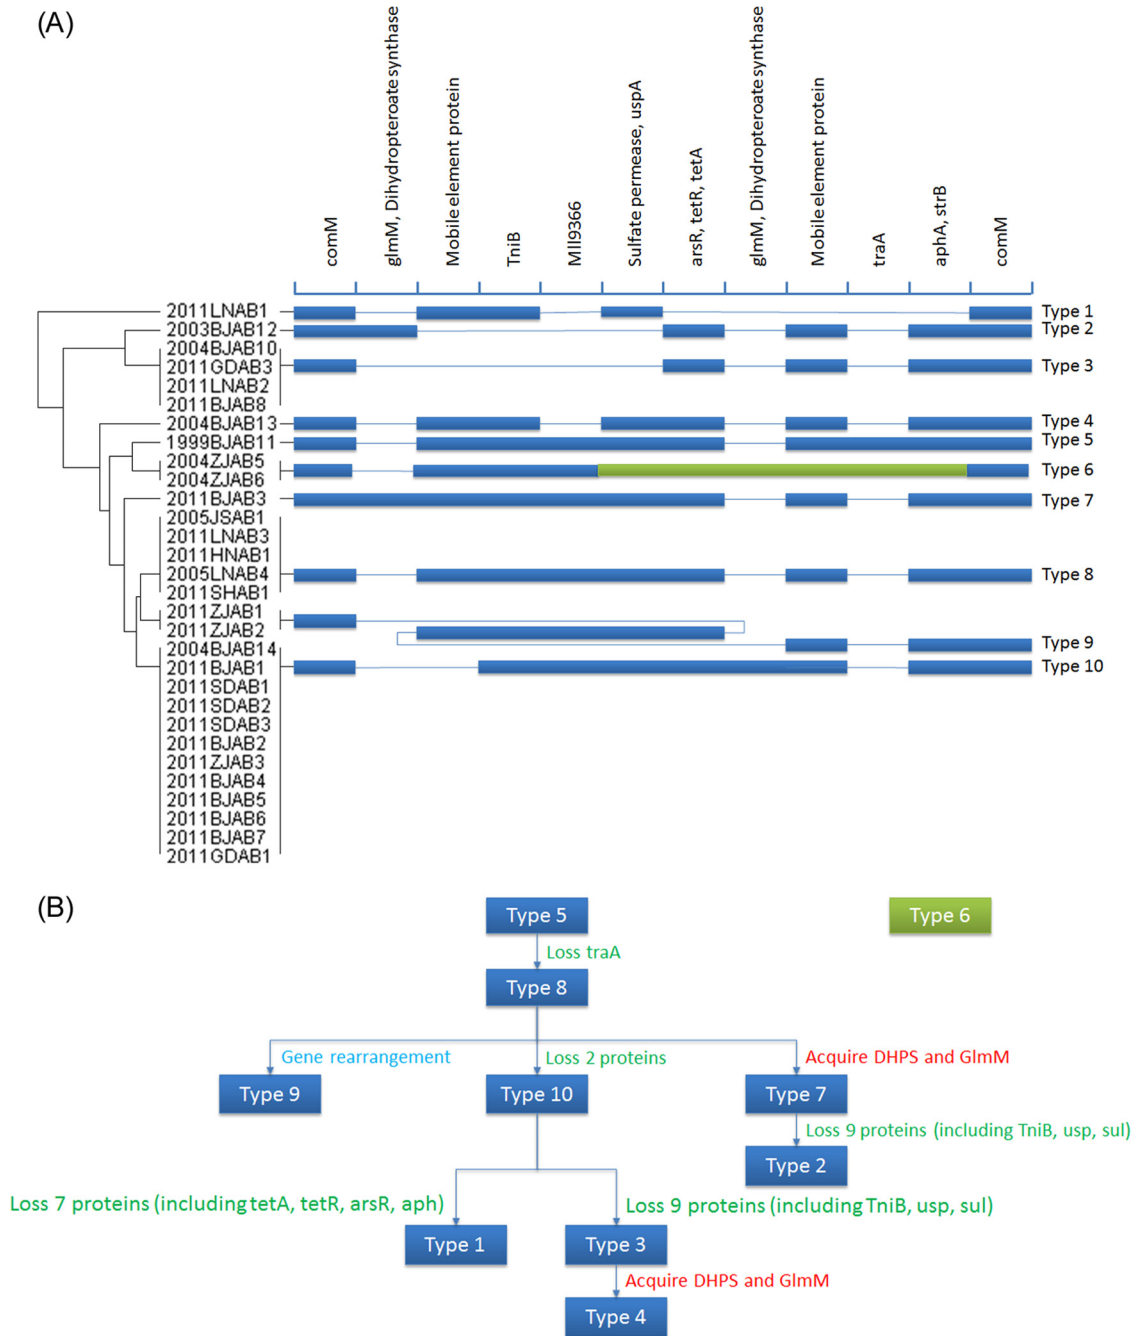 (A)
comM
glmM, Dihydropteroate synthase
Mobile element protein
TniB
Mll9366
Sulfate permease, uspA
arsR, tetR, tetA
glmM, Dihydropteroate synthase
Mobile element protein
traA
aphA, strB
comM
2011LNAB1
Type 1
2003BJAB12
Type 2
2004BJAB10
2011GDAB3
Type 3
2011LNAB2
2011BJAB8
2004BJAB13
Type 4
1999BJAB11
Type 5
2004ZJAB5
Type 6
2004ZJAB6
2011BJAB3
Type 7
2005JSAB1
2011LNAB3
2011HNAB1
2005LNAB4
Type 8
2011SHAB1
2011ZJAB1
2011ZJAB2
Type 9
2004BJAB14
2011BJAB1
Type 10
2011SDAB1
2011SDAB2
2011SDAB3
2011BJAB2
2011ZJAB3
2011BJAB4
2011BJAB5
2011BJAB6
2011BJAB7
2011GDAB1
(B)
Type 5
Type 6
Loss traA
Type 8
Gene rearrangement
Loss 2 proteins
Acquire DHPS and GlmM
Type 9
Type 10
Type 7
Loss 9 proteins (including TniB, usp, sul)
Type 2
Loss 7 proteins (including tetA, tetR, arsR, aph)
Loss 9 proteins (including TniB, usp, sul)
Type 1
Type 3
Acquire DHPS and GlmM
Type 4